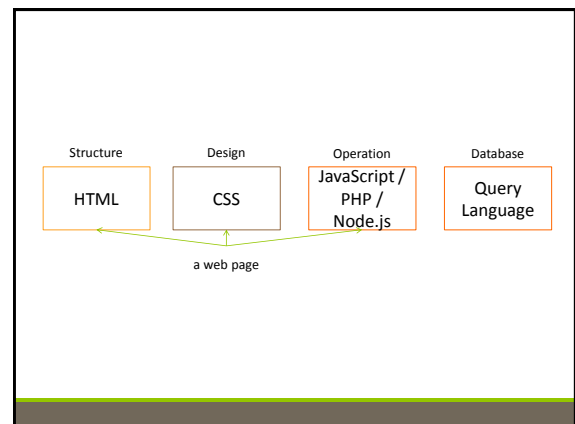 Structure
Design
Operation
Database
HTML
CSS
JavaScript /
PHP /
Node.js
Query
Language
a web page